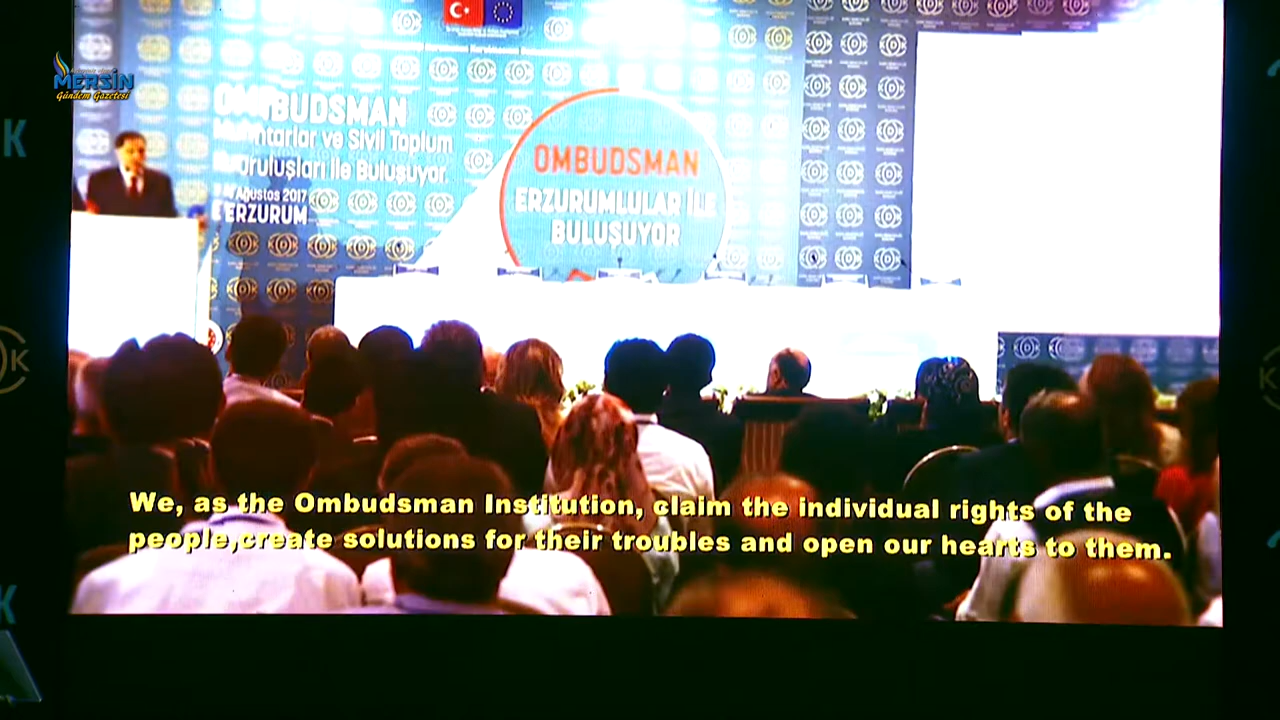 MERSİN
Gündem Gazetesi
OMBUDSMAN
Muhtarlar ve Sivil Toplum
Kuruluşları ile Buluşuyor.
Ağustos 2017
ERZURUM
OMBUDSMAN
ERZURUMLULAR İLE
BULUŞUYOR
K
K
K
We, as the Ombudsman Institution, claim the individual rights of the
people,create solutions for their troubles and open our hearts to them.